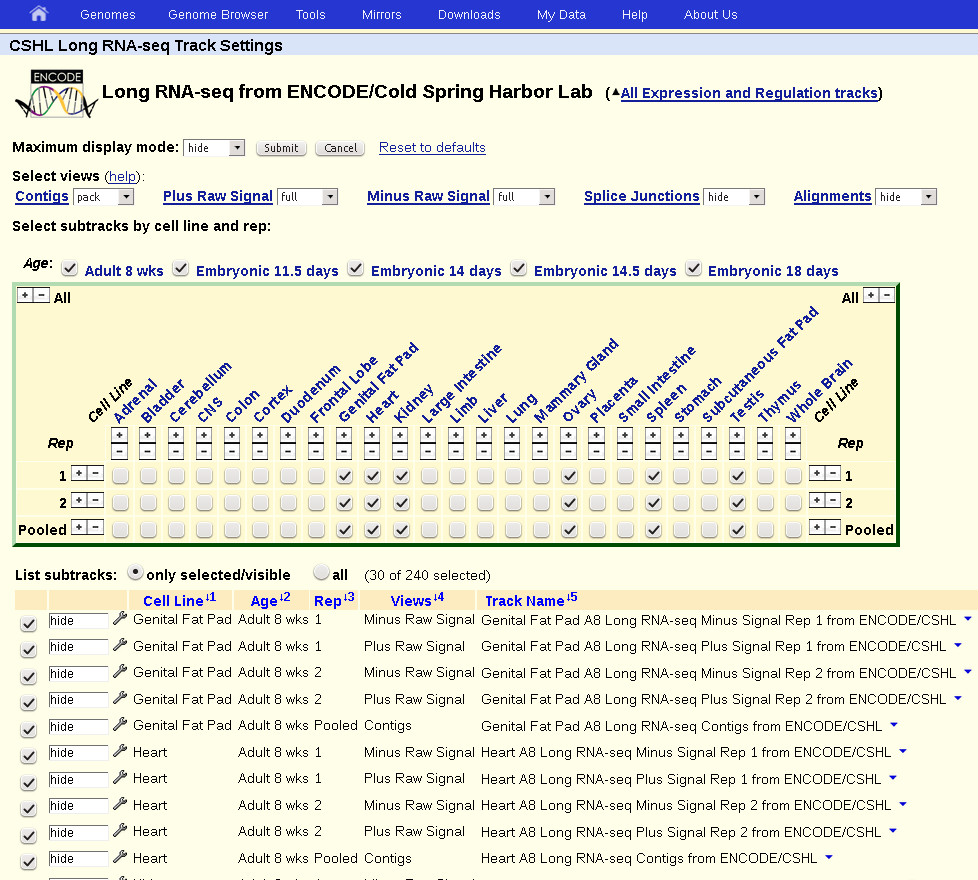 Genomes Genome Browser Tools Mirrors Downloads My Data Help About Us
CSHL Long RNA-seq Track Settings
ENCODE
Long RNA-seq from ENCODE/Cold Spring Harbor Lab (▲All Expression and Regulation tracks)
Maximum display mode: hide Submit Cancel Reset to defaults
Select views (help):
Contigs pack Plus Raw Signal full Minus Raw Signal full Splice Junctions hide Alignments hide
Select subtracks by cell line and rep:
Age: Adult 8 wks Embryonic 11.5 days Embryonic 14 days Embryonic 14.5 days Embryonic 18 days
+ - All All + -
Cell Line Adrenal Bladder Cerebellum CNS Colon Cortex Duodenum Frontal Lobe Genital Fat Pad Heart Kidney Large Intestine Limb Liver Lung Mammary Gland Ovary Placenta Small Intestine Spleen Stomach Subcutaneous Fat Pad Testis Thymus Whole Brain Cell Line
+ + + + + + + + + + + + + + + + + + + + + + + + +
Rep - - - - - - - - - - - - - - - - - - - - - - - - - Rep
1 + - + - 1
2 + - + - 2
Pooled + - + - Pooled
List subtracks: only selected/visible all (30 of 240 selected)
Cell Line↓1 Age↓2 Rep↓3 Views↓4 Track Name↓5
hide Genital Fat Pad Adult 8 wks 1 Minus Raw Signal Genital Fat Pad A8 Long RNA-seq Minus Signal Rep 1 from ENCODE/CSHL
hide Genital Fat Pad Adult 8 wks 1 Plus Raw Signal Genital Fat Pad A8 Long RNA-seq Plus Signal Rep 1 from ENCODE/CSHL
hide Genital Fat Pad Adult 8 wks 2 Minus Raw Signal Genital Fat Pad A8 Long RNA-seq Minus Signal Rep 2 from ENCODE/CSHL
hide Genital Fat Pad Adult 8 wks 2 Plus Raw Signal Genital Fat Pad A8 Long RNA-seq Plus Signal Rep 2 from ENCODE/CSHL
hide Genital Fat Pad Adult 8 wks Pooled Contigs Genital Fat Pad A8 Long RNA-seq Contigs from ENCODE/CSHL
hide Heart Adult 8 wks 1 Minus Raw Signal Heart A8 Long RNA-seq Minus Signal Rep 1 from ENCODE/CSHL
hide Heart Adult 8 wks 1 Plus Raw Signal Heart A8 Long RNA-seq Plus Signal Rep 1 from ENCODE/CSHL
hide Heart Adult 8 wks 2 Minus Raw Signal Heart A8 Long RNA-seq Minus Signal Rep 2 from ENCODE/CSHL
hide Heart Adult 8 wks 2 Plus Raw Signal Heart A8 Long RNA-seq Plus Signal Rep 2 from ENCODE/CSHL
hide Heart Adult 8 wks Pooled Contigs Heart A8 Long RNA-seq Contigs from ENCODE/CSHL